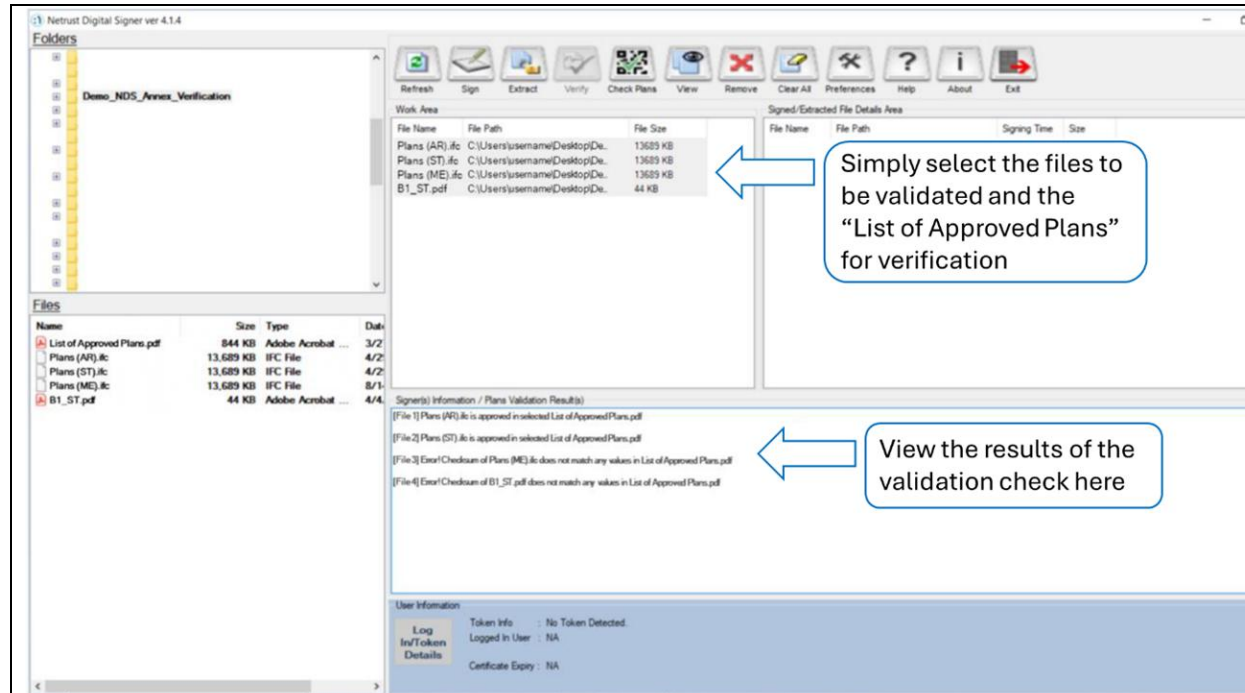 Netrust Digital Signer ver 4.1.4
Folders
Demo_NDS_Annex_Verification
Refresh Sign Extract Verify Check Plans View Remove Clear All Preferences Help About Exit
Work Area
File Name File Path File Size
Plans (AR).ifc C:\Users\username\Desktop\De.. 13689 KB
Plans (ST).ifc C:\Users\username\Desktop\De.. 13689 KB
Plans (ME).ifc C:\Users\username\Desktop\De.. 13689 KB
B1_ST.pdf C:\Users\username\Desktop\De.. 44 KB
Signed/Extracted File Details Area
File Name File Path Signing Time Size
Simply select the files to
be validated and the
“List of Approved Plans”
for verification
Files
Name Size Type Date
List of Approved Plans.pdf 844 KB Adobe Acrobat ... 3/2
Plans (AR).ifc 13,689 KB IFC File 4/2
Plans (ST).ifc 13,689 KB IFC File 4/2
Plans (ME).ifc 13,689 KB IFC File 8/1
B1_ST.pdf 44 KB Adobe Acrobat ... 4/4
Signer(s) Information / Plans Validation Result(s)
[File 1] Plans (AR).ifc is approved in selected List of Approved Plans.pdf
[File 2] Plans (ST).ifc is approved in selected List of Approved Plans.pdf
[File 3] Error! Checksum of Plans (ME).ifc does not match any values in List of Approved Plans.pdf
[File 4] Error! Checksum of B1_ST.pdf does not match any values in List of Approved Plans.pdf
View the results of the
validation check here
User Information
Log
In/Token
Details
Token Info : No Token Detected.
Logged In User : NA
Certificate Expiry : NA